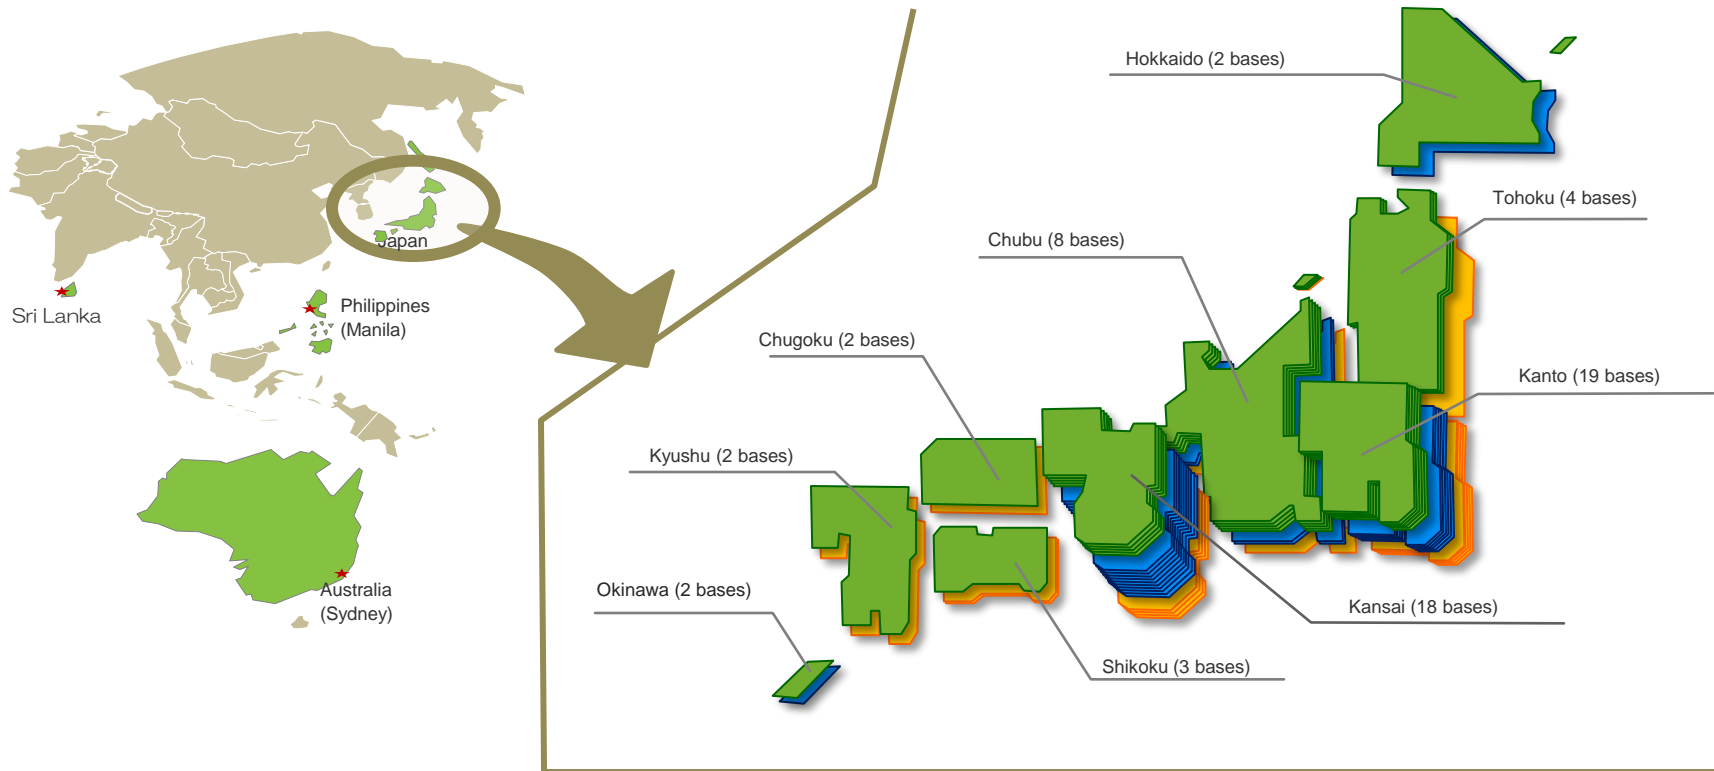 Japan
Sri Lanka
Philippines
(Manila)
Australia
(Sydney)
Hokkaido (2 bases)
Tohoku (4 bases)
Chubu (8 bases)
Chugoku (2 bases)
Kanto (19 bases)
Kyushu (2 bases)
Okinawa (2 bases)
Kansai (18 bases)
Shikoku (3 bases)